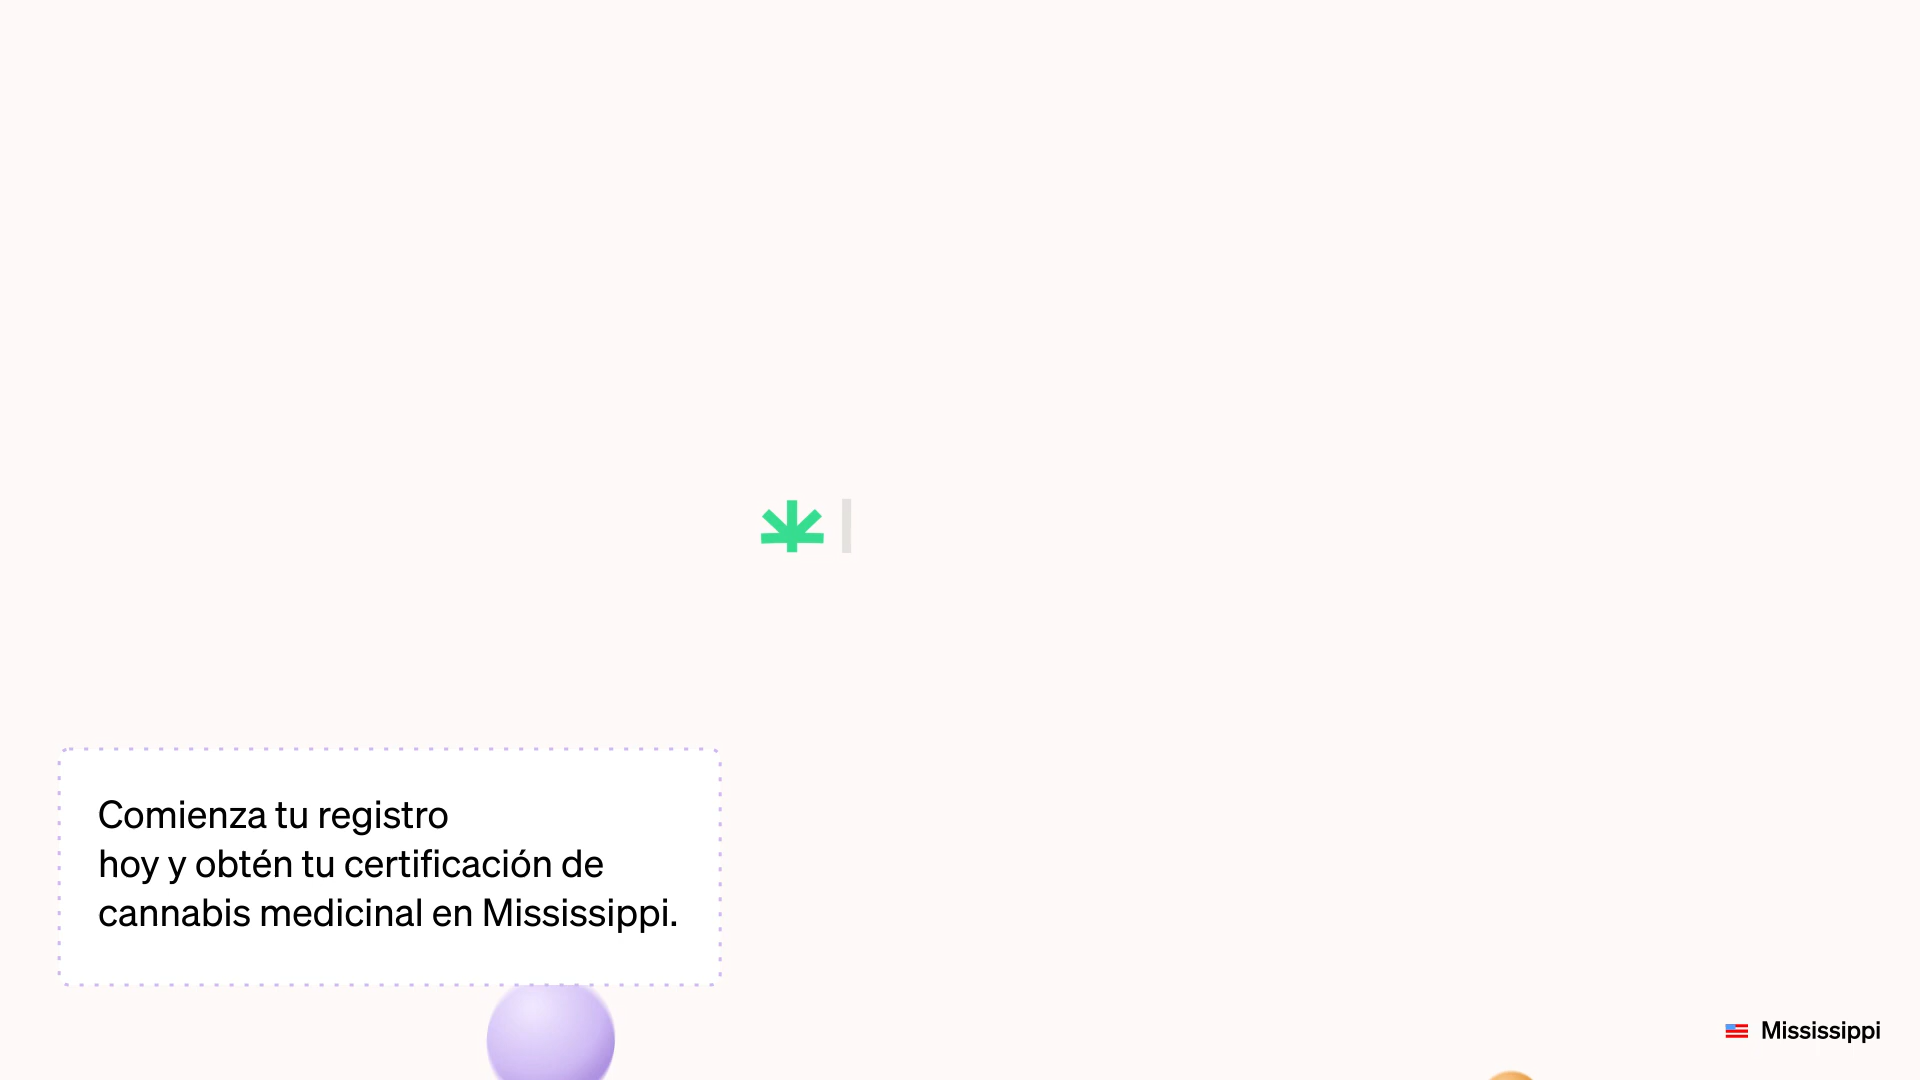 Comienza tu registro
hoy y obtén tu certificación de
cannabis medicinal en Mississippi.
Mississippi